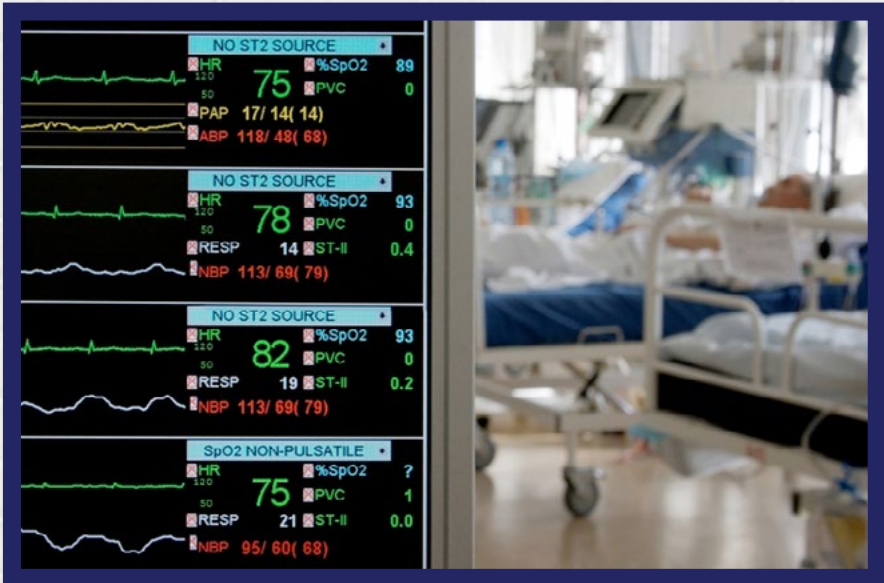 NO ST2 SOURCE
HR %SpO2 89
120 75 PVC 0
50
PAP 17/ 14( 14)
ABP 118/ 48( 68)
NO ST2 SOURCE
HR %SpO2 93
120 78 PVC 0
50
RESP 14 ST-II 0.4
NBP 113/ 69( 79)
NO ST2 SOURCE
HR %SpO2 93
120 82 PVC 0
50
RESP 19 ST-II 0.2
NBP 113/ 69( 79)
SpO2 NON-PULSATILE
HR %SpO2 ?
120 75 PVC 1
50
RESP 21 ST-II 0.0
NBP 95/ 60( 68)